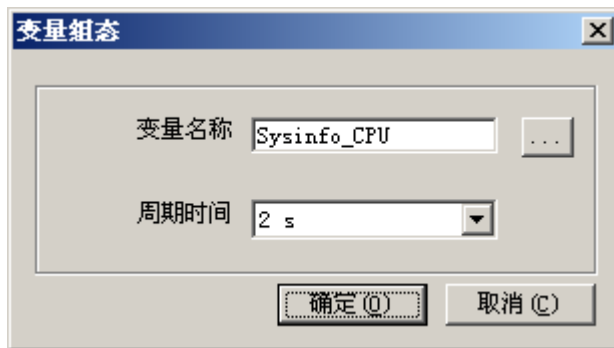 变量组态
变量名称 Sysinfo_CPU ...
周期时间 2 s
确定(O) 取消(C)